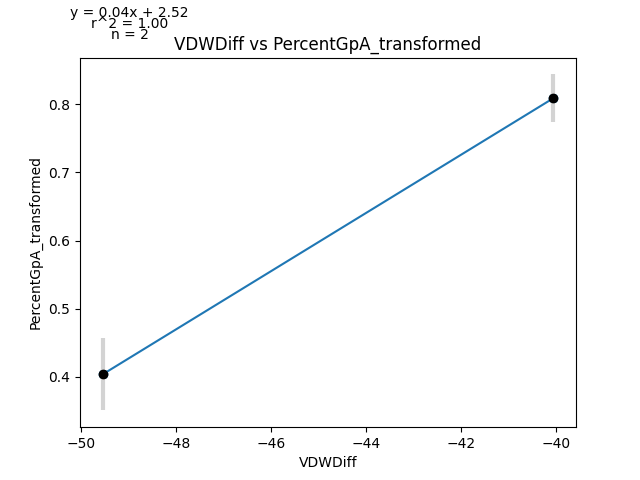 y = 0.04x + 2.52
r^2 = 1.00
n = 2
VDWDiff vs PercentGpA_transformed
PercentGpA_transformed
0.8
0.7
0.6
0.5
0.4
−50
−48
−46
−44
−42
−40
VDWDiff